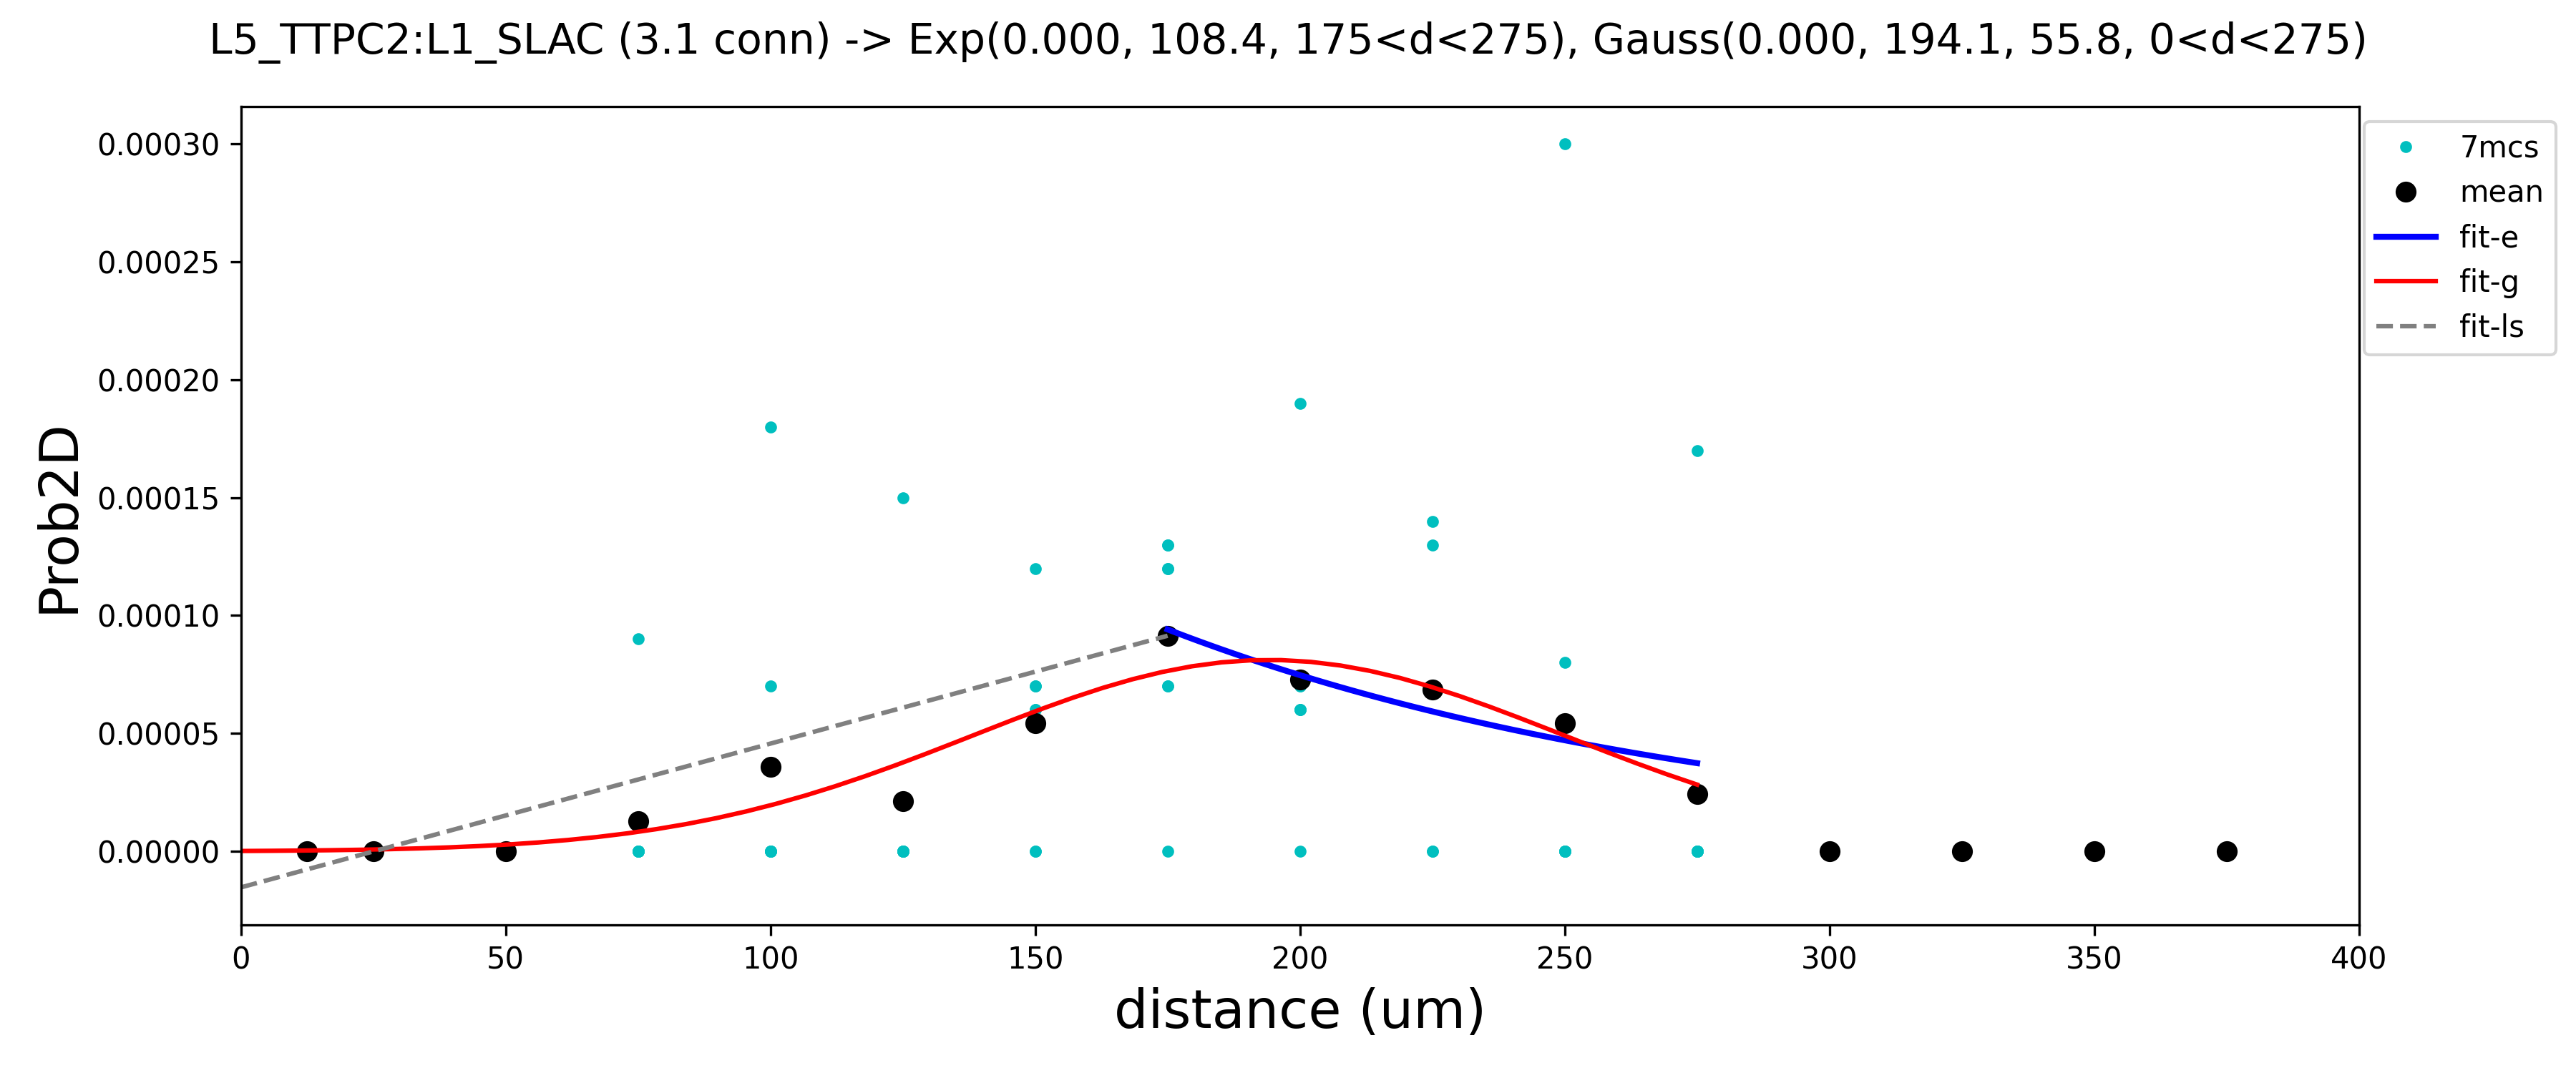 L5_TTPC2:L1_SLAC (3.1 conn) -> Exp(0.000, 108.4, 175<d<275), Gauss(0.000, 194.1, 55.8, 0<d<275)
0.00030
0.00025
0.00020
0.00015
0.00010
0.00005
0.00000
Prob2D
7mcs
mean
fit-e
fit-g
fit-ls
0 50 100 150 200 250 300 350 400
distance (um)